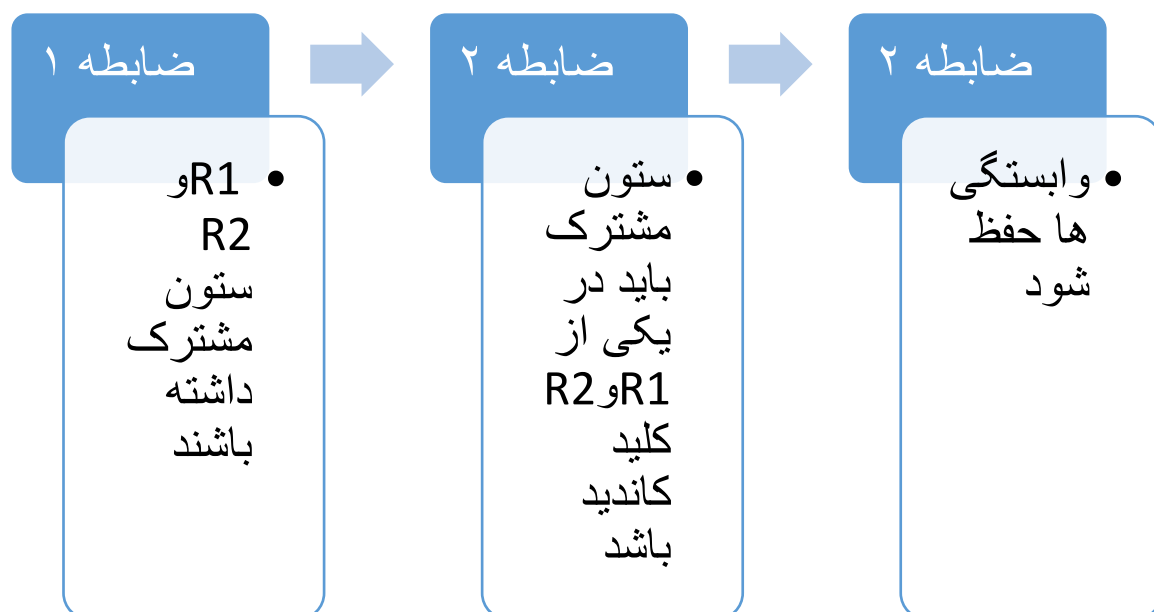 ضابطه ۱
R1و
R2
ستون
مشترک
داشته
باشند
ضابطه ۲
ستون
مشترک
باید در
یکی از
R1وR2
کلید
کاندید
باشد
ضابطه ۲
وابستگی
ها حفظ
شود